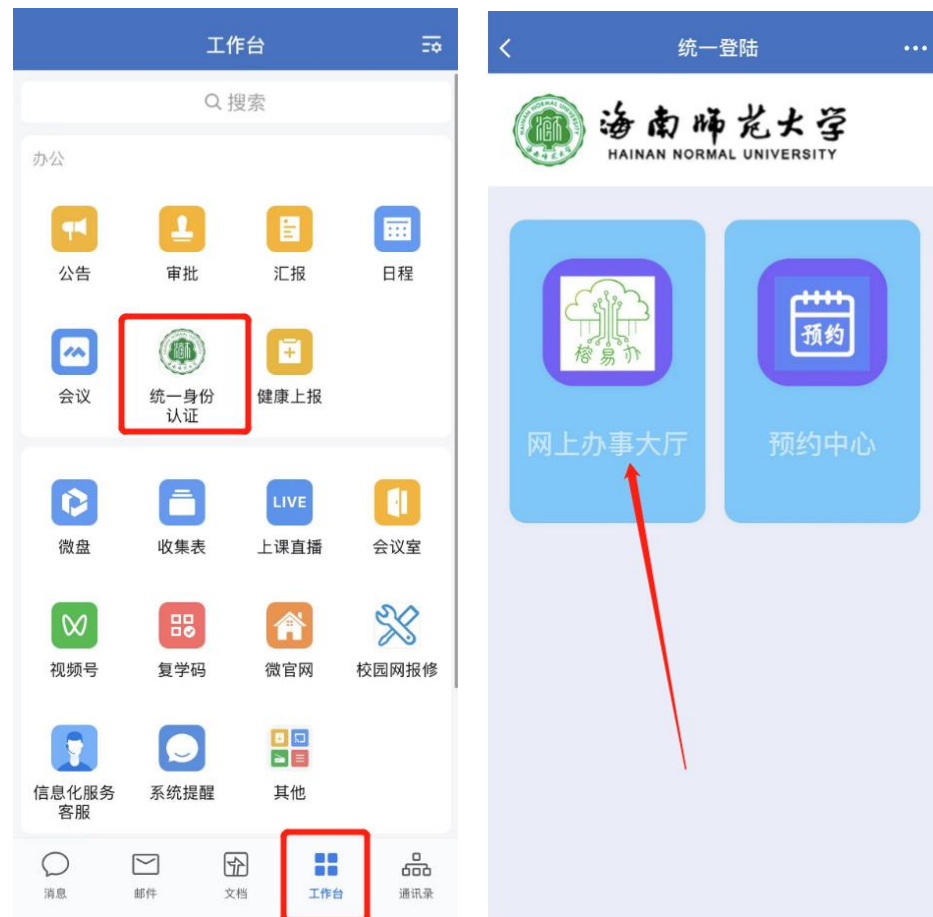 工作台
搜索
办公
公告
审批
汇报
日程
会议
统一身份
认证
健康上报
微盘
收集表
LIVE
上课直播
会议室
视频号
复学码
微官网
校园网报修
信息化服务
客服
系统提醒
其他
消息
邮件
文档
工作台
通讯录
统一登陆
海南师范大学
HAINAN NORMAL UNIVERSITY
榕易办
预约
网上办事大厅
预约中心